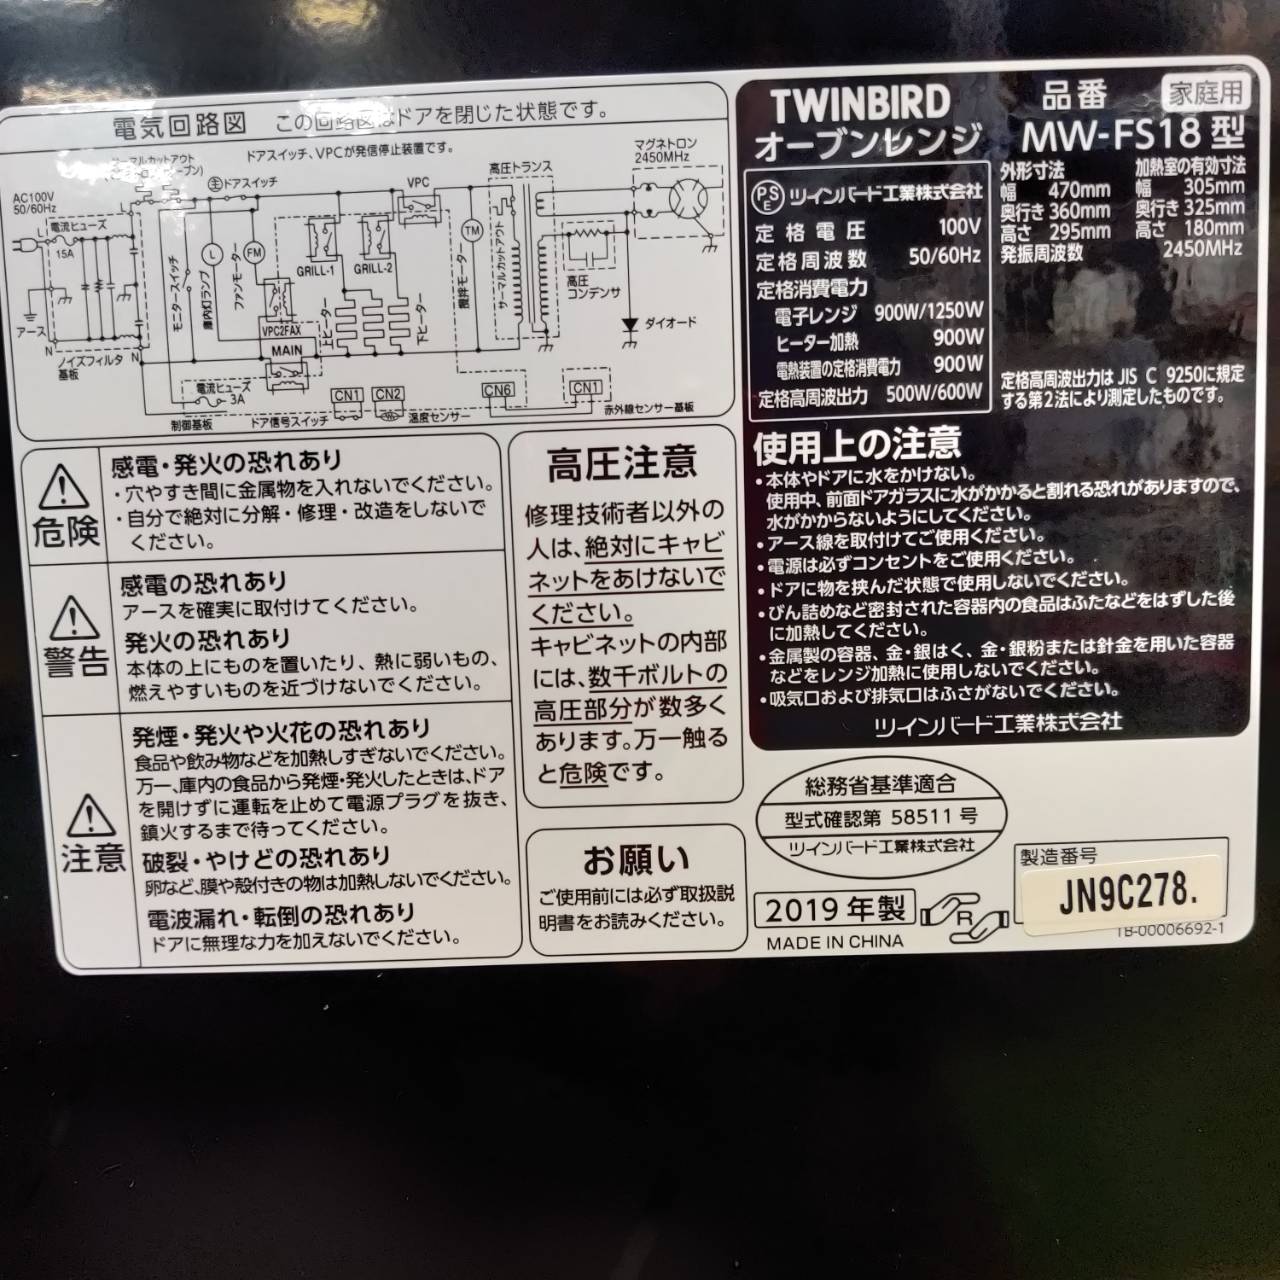 電気回路図 この回路図はドアを閉じた状態です。
ドアスイッチ、VPCが発信停止装置です。
マグネトロン
2450MHz
高圧トランス
AC100V
50/60Hz
電流ヒューズ
15A
主ドアスイッチ
VPC
L
FM
TM
GRILL-1
GRILL-2
モータースイッチ
庫内灯ランプ
ファンモーター
上ヒーター
下ヒーター
サーマルカットアウト
高圧
コンデンサ
ダイオード
アース
N
ノイズフィルタ
基板
N
VPC2FAX
MAIN
電流ヒューズ
3A
制御基板
ドア信号スイッチ
CN1
CN2
温度センサー
CN6
CN1
赤外線センサー基板
危険
感電・発火の恐れあり
・穴やすき間に金属物を入れないでください。
・自分で絶対に分解・修理・改造をしないで
ください。
警告
感電の恐れあり
アースを確実に取付けてください。
発火の恐れあり
本体の上にものを置いたり、熱に弱いもの、
燃えやすいものを近づけないでください。
注意
発煙・発火や火花の恐れあり
食品や飲み物などを加熱しすぎないでください。
万一、庫内の食品から発煙・発火したときは、ドア
を開けずに運転を止めて電源プラグを抜き、
鎮火するまで待ってください。
破裂・やけどの恐れあり
卵など、膜や殻付きの物は加熱しないでください。
電波漏れ・転倒の恐れあり
ドアに無理な力を加えないでください。
高圧注意
修理技術者以外の
人は、絶対にキャビ
ネットをあけないで
ください。
キャビネットの内部
には、数千ボルトの
高圧部分が数多く
あります。万一触る
と危険です。
お願い
ご使用前には必ず取扱説
明書をお読みください。
TWINBIRD
オーブンレンジ
品番 家庭用
MW-FS18型
PSE ツインバード工業株式会社
定格電圧 100V
定格周波数 50/60Hz
定格消費電力
電子レンジ 900W/1250W
ヒーター加熱 900W
電熱装置の定格消費電力 900W
定格高周波出力 500W/600W
外形寸法
幅 470mm
奥行き 360mm
高さ 295mm
加熱室の有効寸法
幅 305mm
奥行き 325mm
高さ 180mm
発振周波数 2450MHz
定格高周波出力は JIS C 9250に規定
する第2法により測定したものです。
使用上の注意
・本体やドアに水をかけない。
使用中、前面ドアガラスに水がかかると割れる恐れがありますので、
水がかからないようにしてください。
・アース線を取付けてご使用ください。
・電源は必ずコンセントをご使用ください。
・ドアに物を挟んだ状態で使用しないでください。
・びん詰めなど密封された容器内の食品はふたなどをはずした後
に加熱してください。
・金属製の容器、金・銀はく、金・銀粉または針金を用いた容器
などをレンジ加熱に使用しないでください。
・吸気口および排気口はふさがないでください。
ツインバード工業株式会社
総務省基準適合
型式確認第 58511 号
ツインバード工業株式会社
2019 年製
MADE IN CHINA
R
製造番号
JN9C278.
TB-00006692-1